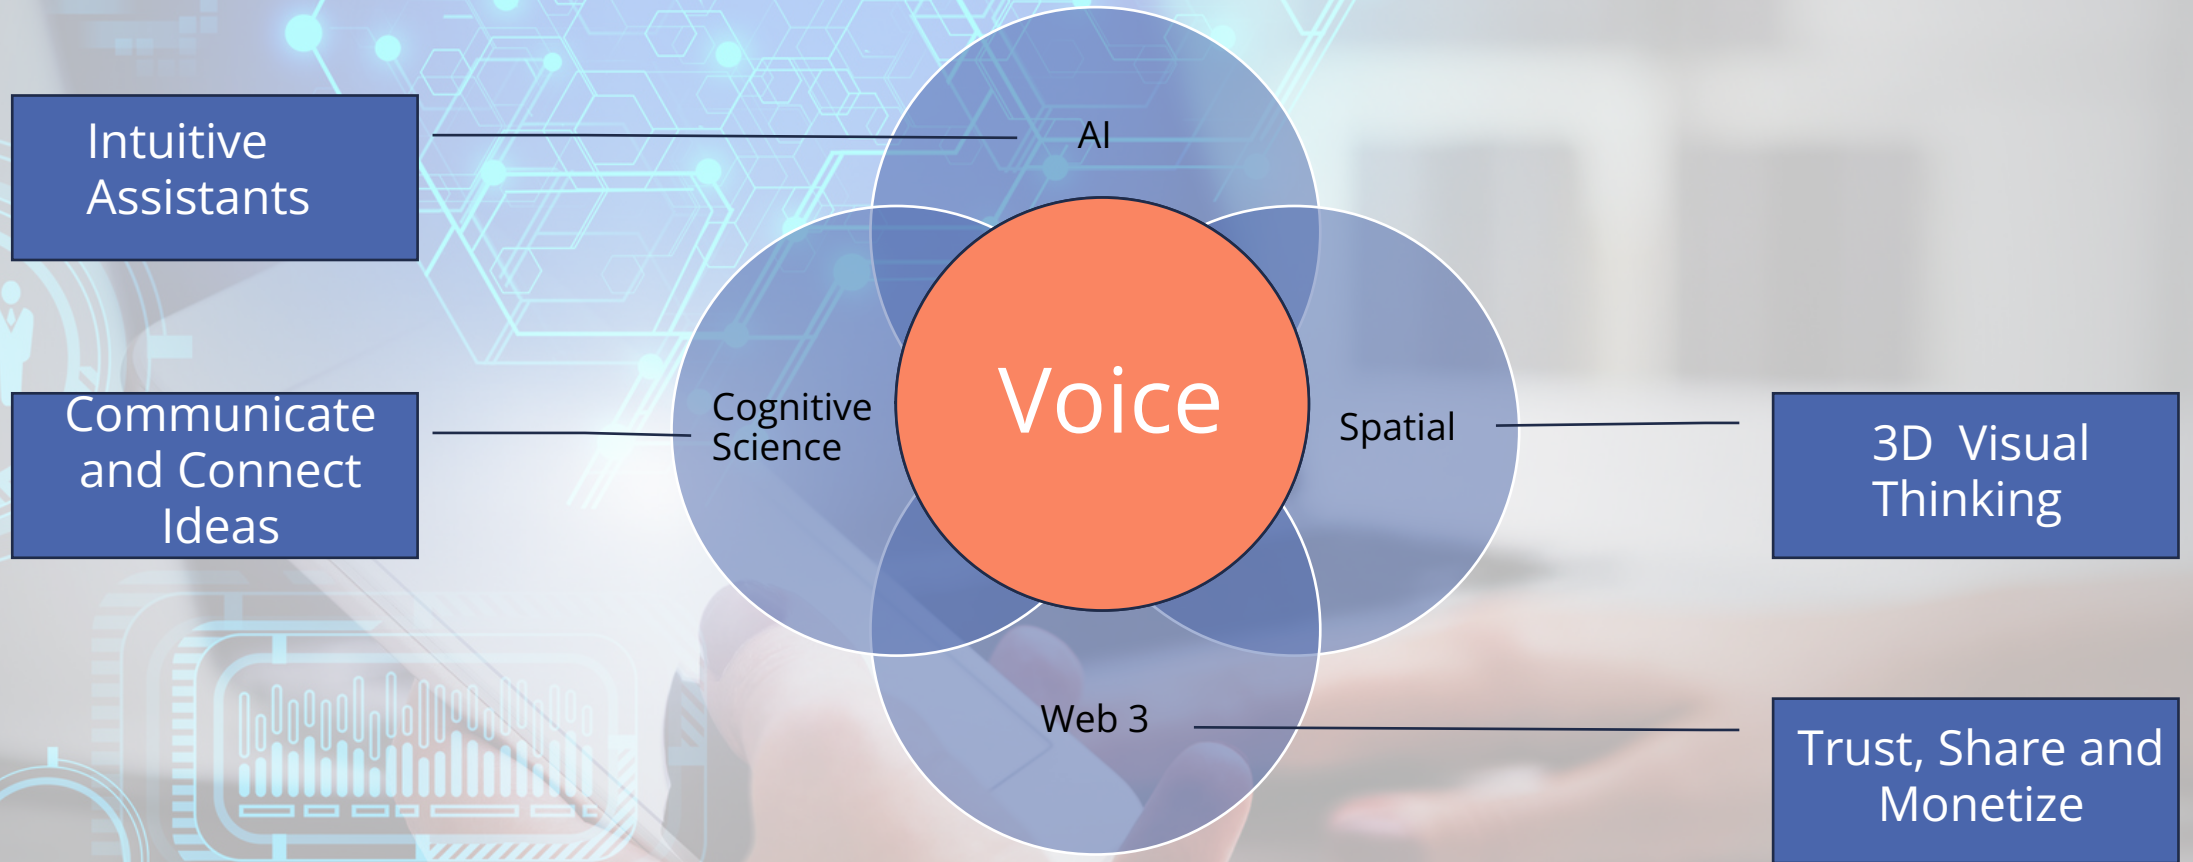 Intuitive
Assistants
AI
Communicate
and Connect
Ideas
Cognitive
Science
Voice
Spatial
3D  Visual
Thinking
Web 3
Trust, Share and
Monetize